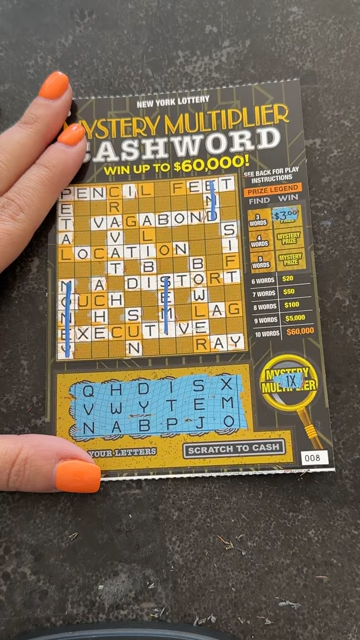 NEW YORK LOTTERY
MYSTERY MULTIPLIER
CASHWORD
WIN UP TO $60,000!
SEE BACK FOR PLAY
INSTRUCTIONS
PRIZE LEGEND
FIND WIN
3 WORDS $3.00
4 WORDS MYSTERY PRIZE
5 WORDS MYSTERY PRIZE
6 WORDS $20
7 WORDS $50
8 WORDS $100
9 WORDS $5,000
10 WORDS $60,000
PENCIL FEET
VAGABOND
LOCATION
OUCH
EXECUTIVE
LAG
RAY
MYSTERY
MULTIPLIER
1X
Q H D I S X
V W Y T E M
N A B P J O
YOUR LETTERS
SCRATCH TO CASH
008